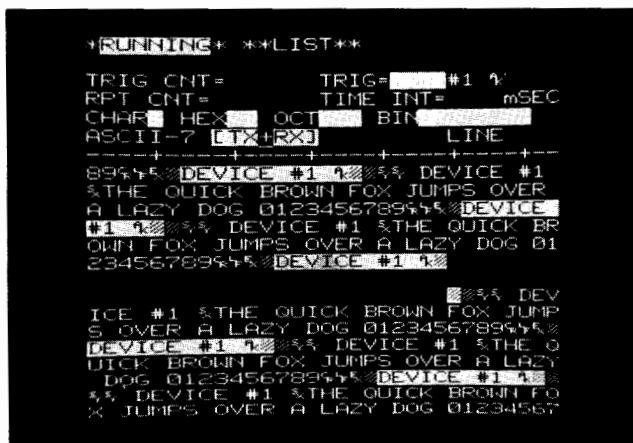 *RUNNING* **LIST**
TRIG CNT= TRIG= #1
RPT CNT= TIME INT= mSEC
CHAR HEX OCT BIN
ASCII-7 [TX+RX] LINE
89 DEVICE #1 DEVICE #1
THE QUICK BROWN FOX JUMPS OVER
A LAZY DOG 0123456789 DEVICE
#1 DEVICE #1 THE QUICK BR
OWN FOX JUMPS OVER A LAZY DOG 01
23456789 DEVICE #1
DEV
ICE #1 THE QUICK BROWN FOX JUMP
S OVER A LAZY DOG 0123456789
DEVICE #1 DEVICE #1 THE Q
UICK BROWN FOX JUMPS OVER A LAZY
DOG 0123456789 DEVICE #1
DEVICE #1 THE QUICK BROWN FO
X JUMPS OVER A LAZY DOG 01234567